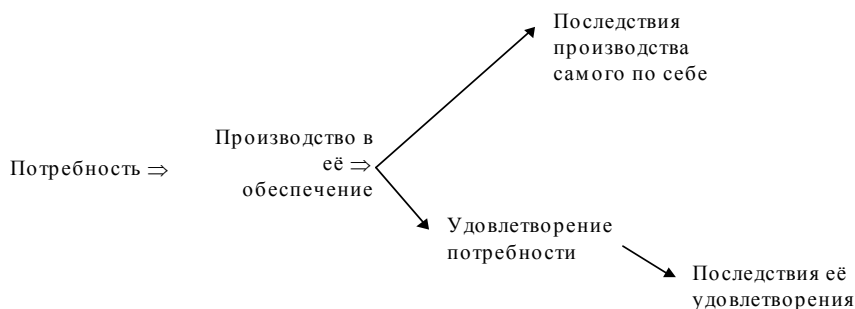 Последствия
производства
самого по себе
Производство в
её ⇒
обеспечение
Потребность ⇒
Удовлетворение
потребности
Последствия её
удовлетворения